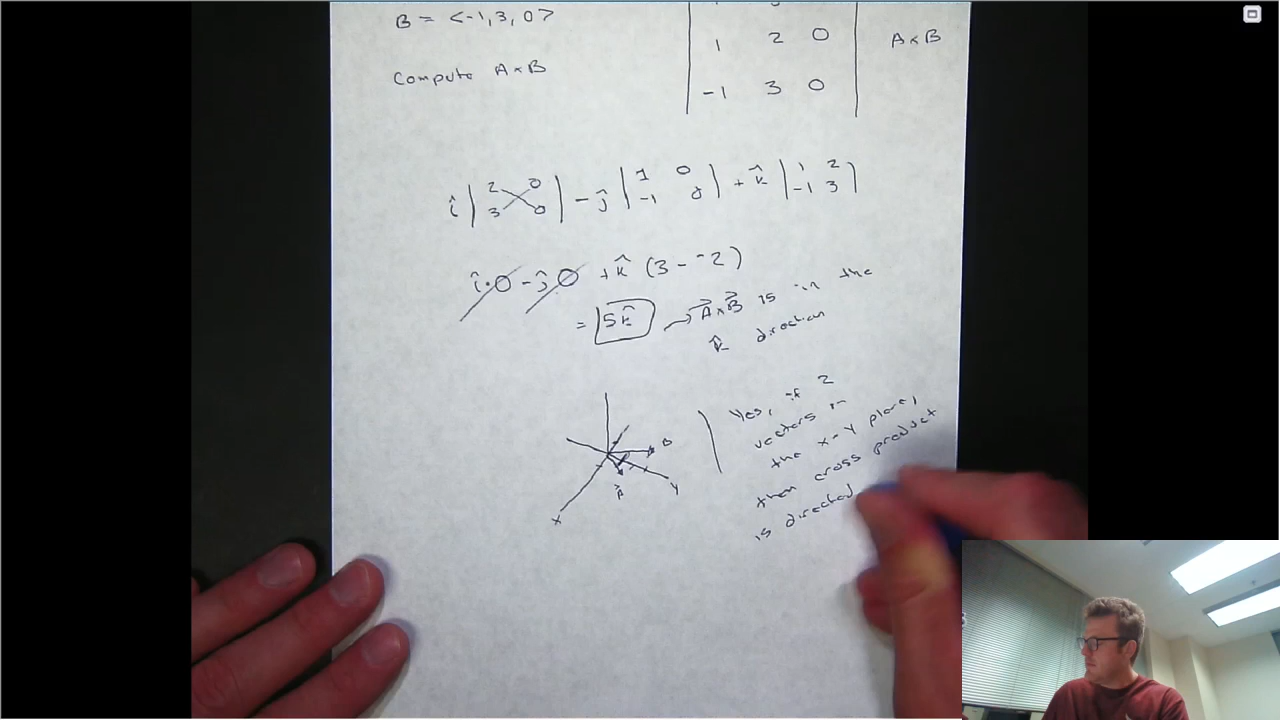 B = <-1, 3, 0>
Compute A×B
1 2 0
-1 3 0
A×B
î | 2 0 | - ĵ | 1 0 | + k̂ | 1 2 |
3 0 -1 0 -1 3
î·0 - ĵ 0 + k̂ (3 - -2)
= 5k̂ → A⃗×B⃗ is in the
k̂ direction
B
A⃗
Y
X
Yes, if 2
vectors in
the x-y plane,
then cross product
is directed